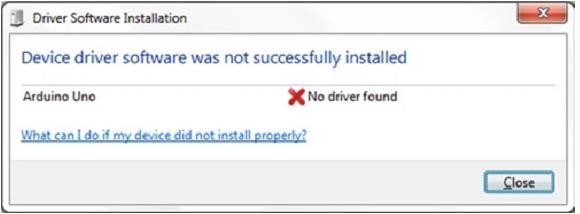 Driver Software Installation
Device driver software was not successfully installed
Arduino Uno No driver found
What can I do if my device did not install properly?
Close